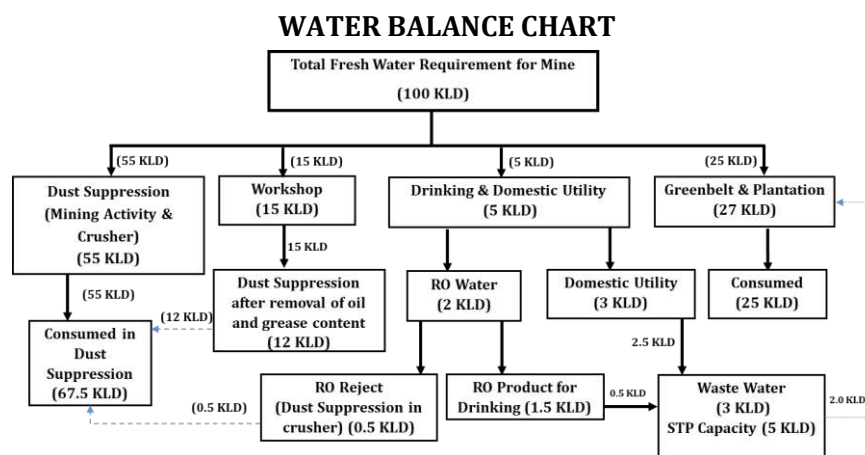 WATER BALANCE CHART
Total Fresh Water Requirement for Mine
(100 KLD)
(55 KLD)
(15 KLD)
(5 KLD)
(25 KLD)
Dust Suppression
(Mining Activity &
Crusher)
(55 KLD)
Workshop
(15 KLD)
Drinking & Domestic Utility
(5 KLD)
Greenbelt & Plantation
(27 KLD)
(55 KLD)
15 KLD
Dust Suppression
after removal of oil
and grease content
(12 KLD)
RO Water
(2 KLD)
Domestic Utility
(3 KLD)
Consumed
(25 KLD)
(12 KLD)
Consumed in
Dust
Suppression
(67.5 KLD)
2.5 KLD
(0.5 KLD)
RO Reject
(Dust Suppression in
crusher) (0.5 KLD)
RO Product for
Drinking (1.5 KLD)
0.5 KLD
Waste Water
(3 KLD)
STP Capacity (5 KLD)
2.0 KLD